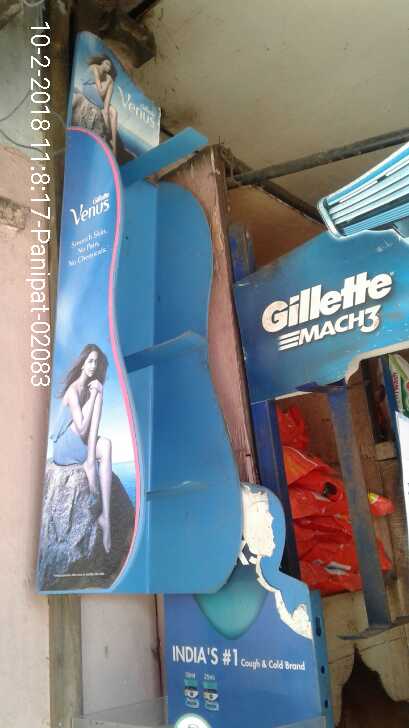 10-2-2018 11:8:17-Panipat-02083
Gillette
Venus
Gillette
Venus
Smooth Skin.
No Pain.
No Chemicals.
Gillette
MACH3
INDIA'S #1 Cough & Cold Brand